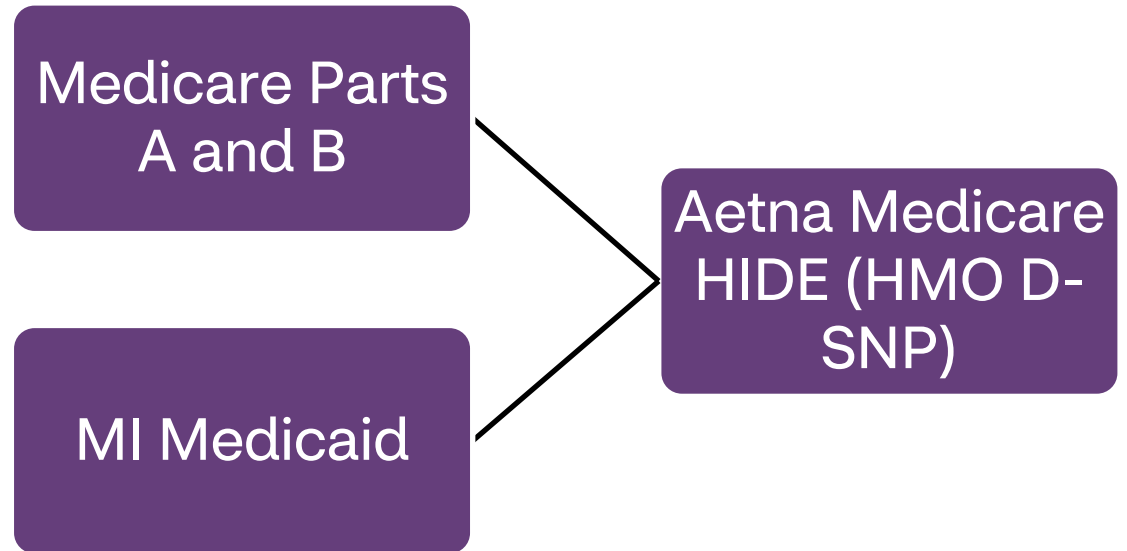 Medicare Parts
A and B
MI Medicaid
Aetna Medicare
HIDE (HMO D-
SNP)